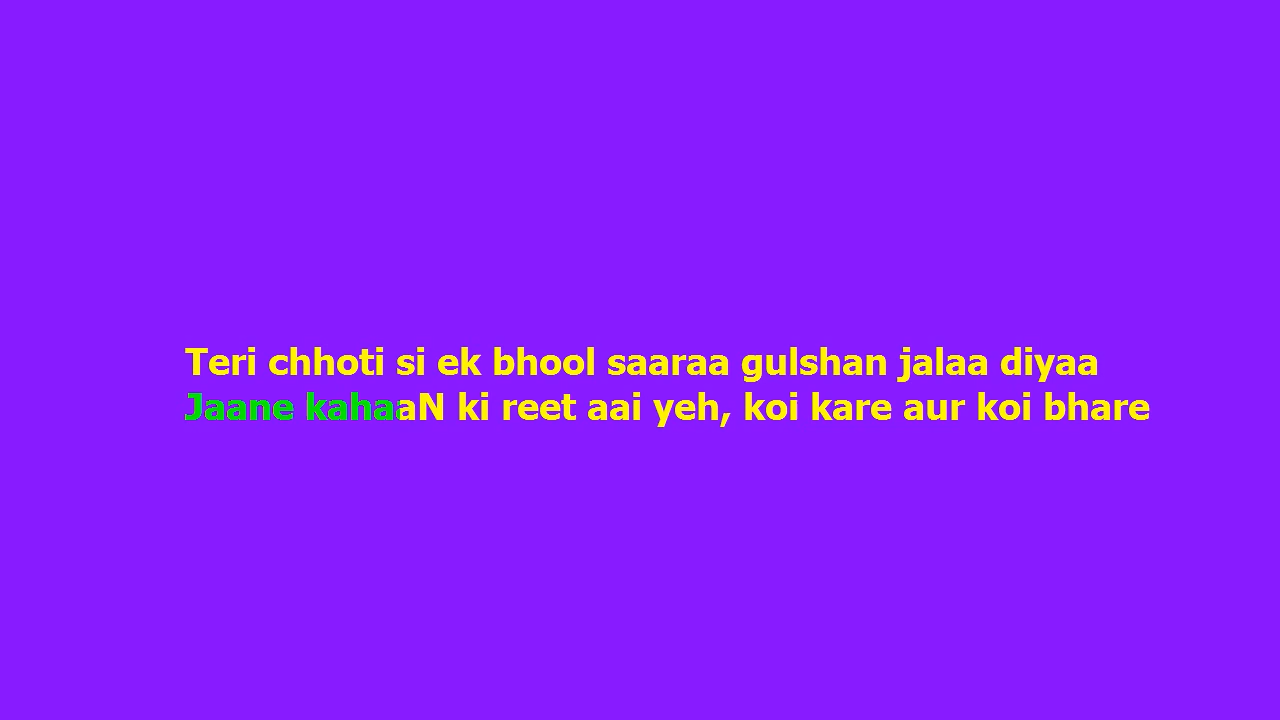 Teri chhoti si ek bhool saaraa gulshan jalaa diyaa
Jaane kahaaN ki reet aai yeh, koi kare aur koi bhare